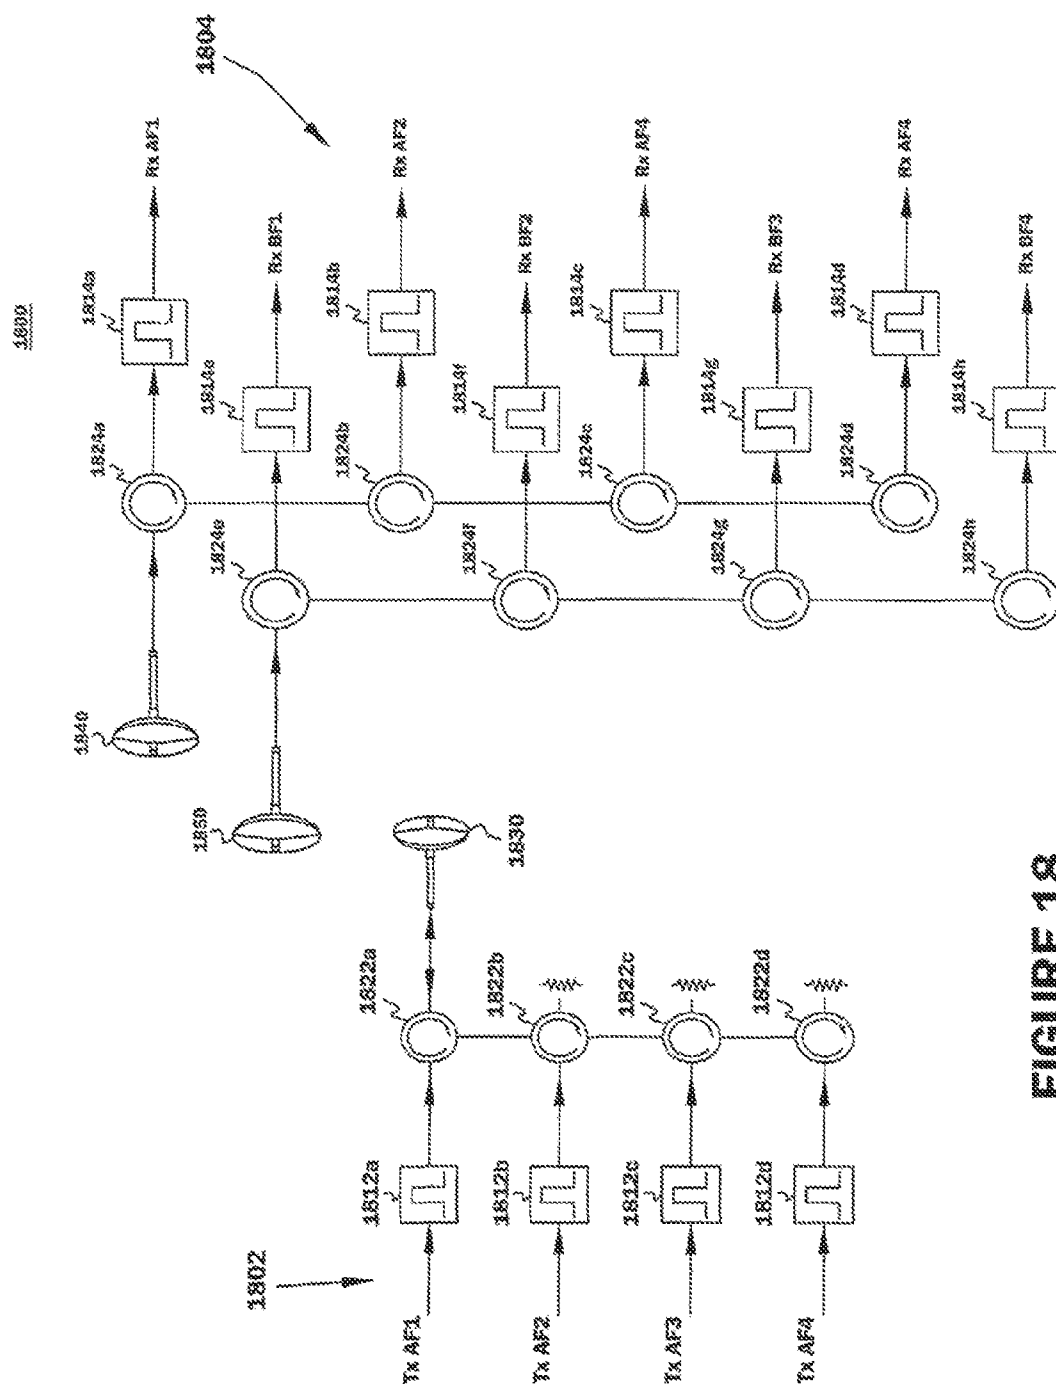 1800
1804
1840
1824a
1814a
Rx AF1
1850
1824e
1814e
Rx BF1
1802
1824b
1814b
Rx AF2
Tx AF1
1812a
1822a
1830
1824f
1814f
Rx BF2
Tx AF2
1812b
1822b
1824c
1814c
Rx AF4
Tx AF3
1812c
1822c
1824g
1814g
Rx BF3
Tx AF4
1812d
1822d
1824d
1814d
Rx AF4
1824h
1814h
Rx BF4
FIGURE 18